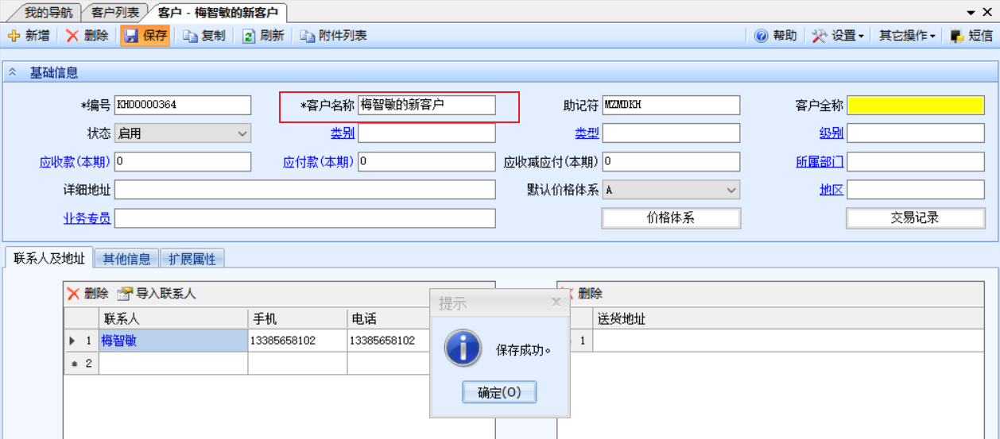 我的导航 客户列表 客户 - 梅智敏的新客户
新增 删除 保存 复制 刷新 附件列表 帮助 设置 其它操作 短信
基础信息
*编号 KH00000364 *客户名称 梅智敏的新客户 助记符 MZMDKH 客户全称
状态 启用 类别 类型 级别
应收款(本期) 0 应付款(本期) 0 应收减应付(本期) 0 所属部门
详细地址 默认价格体系 A 地区
业务专员 价格体系 交易记录
联系人及地址 其他信息 扩展属性
删除 导入联系人
联系人 手机 电话
1 梅智敏 13385658102 13385658102
2
提示
保存成功。
确定(O)
删除
送货地址
1